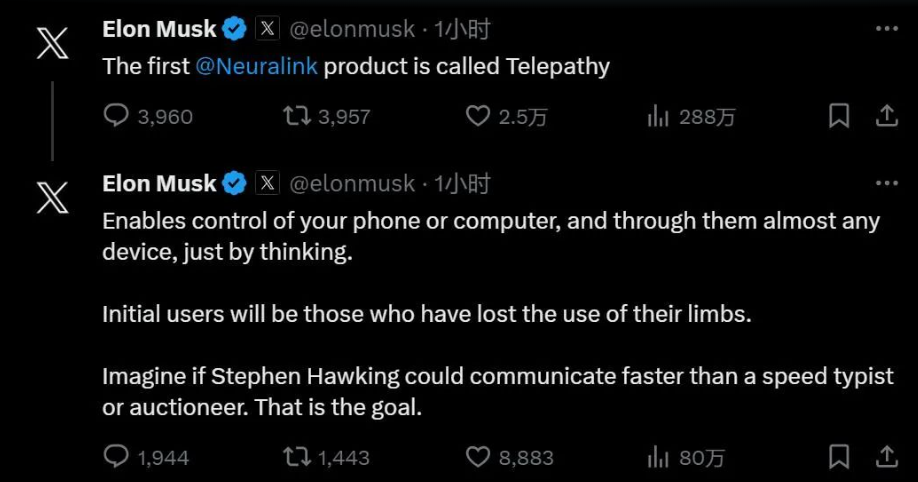 Elon Musk @elonmusk · 1小时
The first @Neuralink product is called Telepathy
3,960 3,957 2.5万 288万
Elon Musk @elonmusk · 1小时
Enables control of your phone or computer, and through them almost any
device, just by thinking.
Initial users will be those who have lost the use of their limbs.
Imagine if Stephen Hawking could communicate faster than a speed typist
or auctioneer. That is the goal.
1,944 1,443 8,883 80万